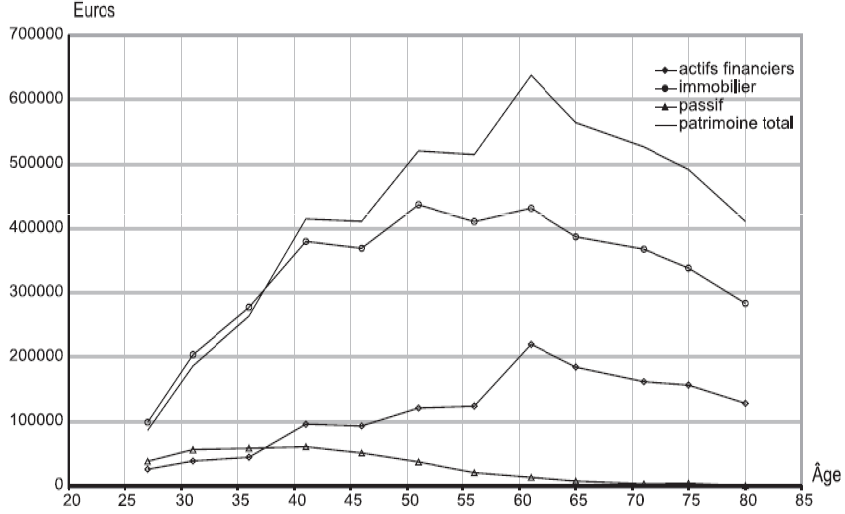 Euros
700000
600000
500000
400000
300000
200000
100000
0
actifs financiers
immobilier
passif
patrimoine total
20 25 30 35 40 45 50 55 60 65 70 75 80 85
Âge